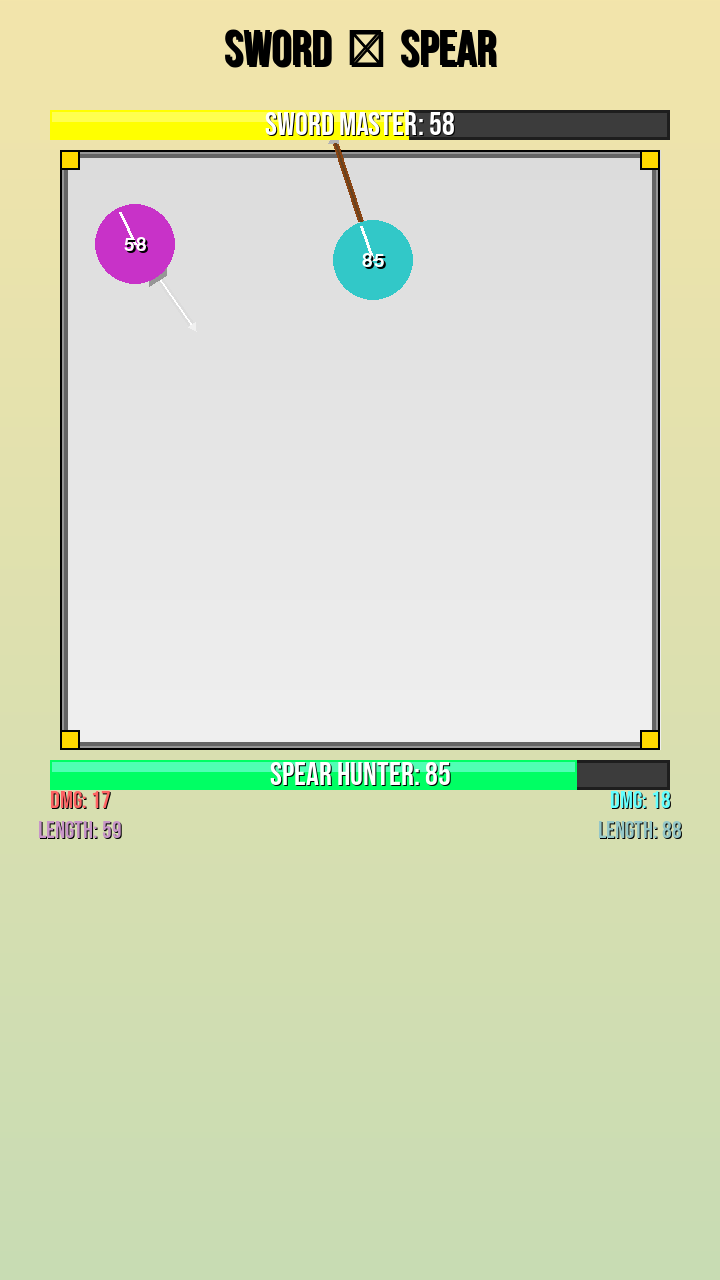 SWORD ☒ SPEAR
SWORD MASTER: 58
58
85
SPEAR HUNTER: 85
DMG: 17
DMG: 18
LENGTH: 59
LENGTH: 88